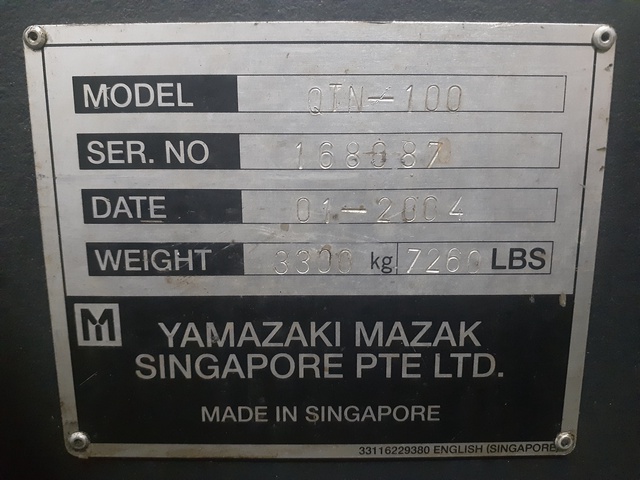 MODEL QTN-100
SER. NO 168087
DATE 01-2004
WEIGHT 3300 kg 7260 LBS
M
YAMAZAKI MAZAK
SINGAPORE PTE LTD.
MADE IN SINGAPORE
33116229380 ENGLISH (SINGAPORE)